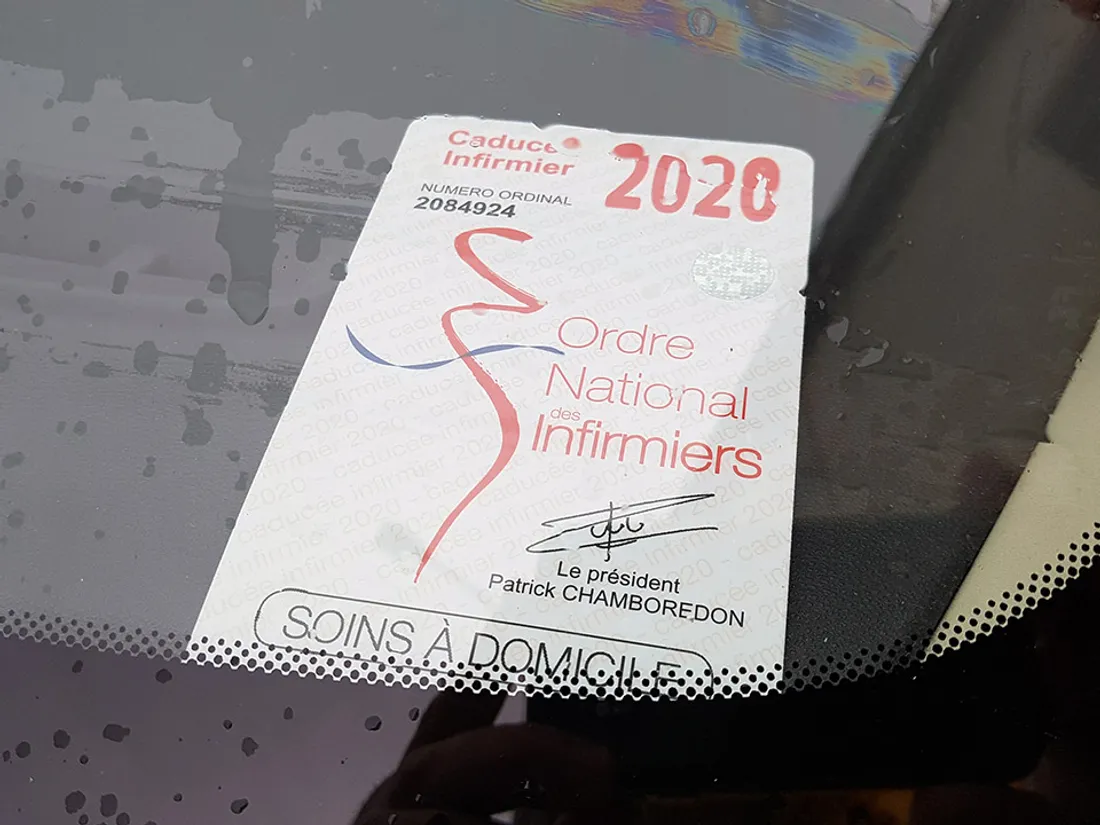 Caducée
Infirmier
2020
NUMERO ORDINAL
2084924
Ordre
National
des
Infirmiers
Le président
Patrick CHAMBOREDON
SOINS À DOMICILE